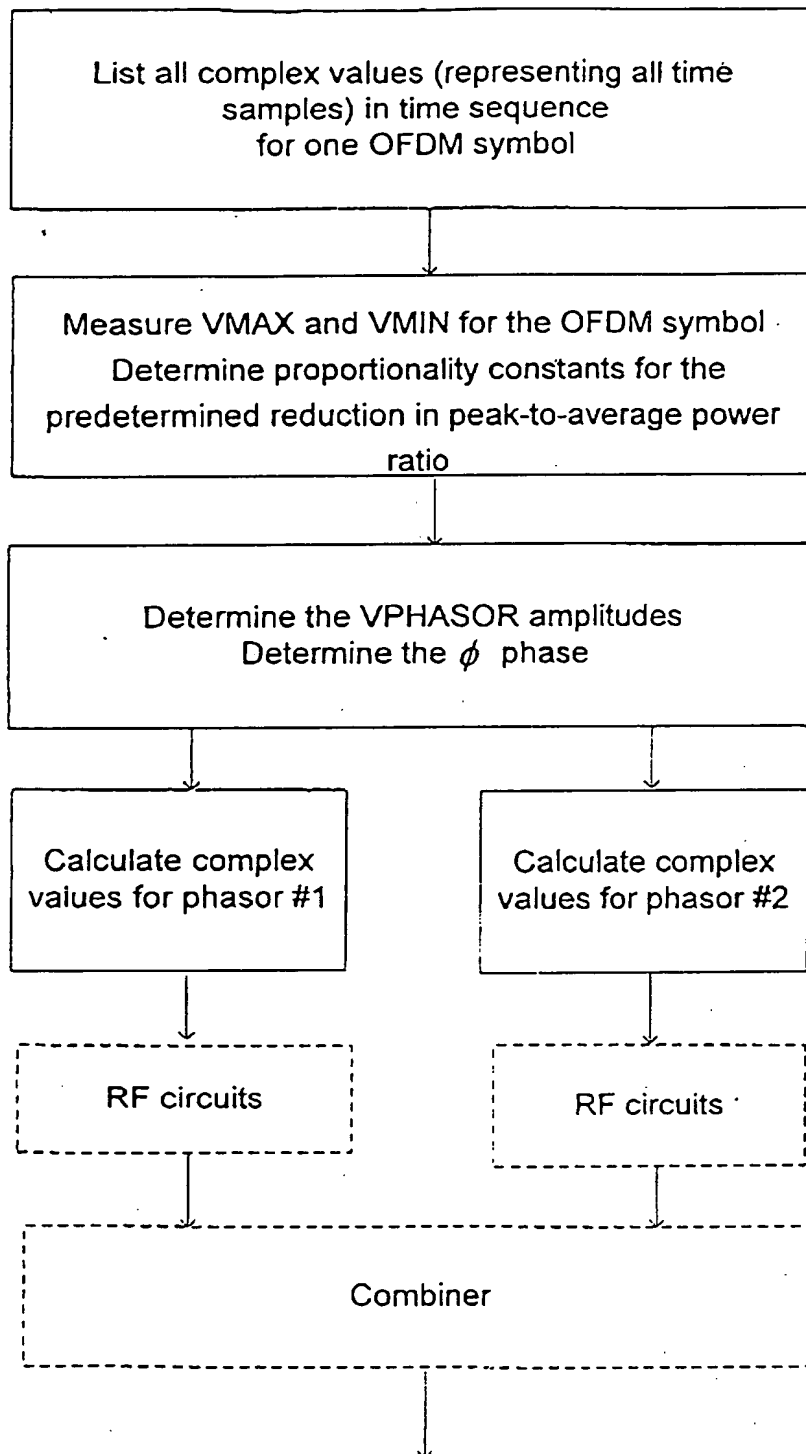 List all complex values (representing all time
samples) in time sequence
for one OFDM symbol
Measure VMAX and VMIN for the OFDM symbol
Determine proportionality constants for the
predetermined reduction in peak-to-average power
ratio
Determine the VPHASOR amplitudes
Determine the ϕ phase
Calculate complex
values for phasor #1
Calculate complex
values for phasor #2
RF circuits
RF circuits
Combiner